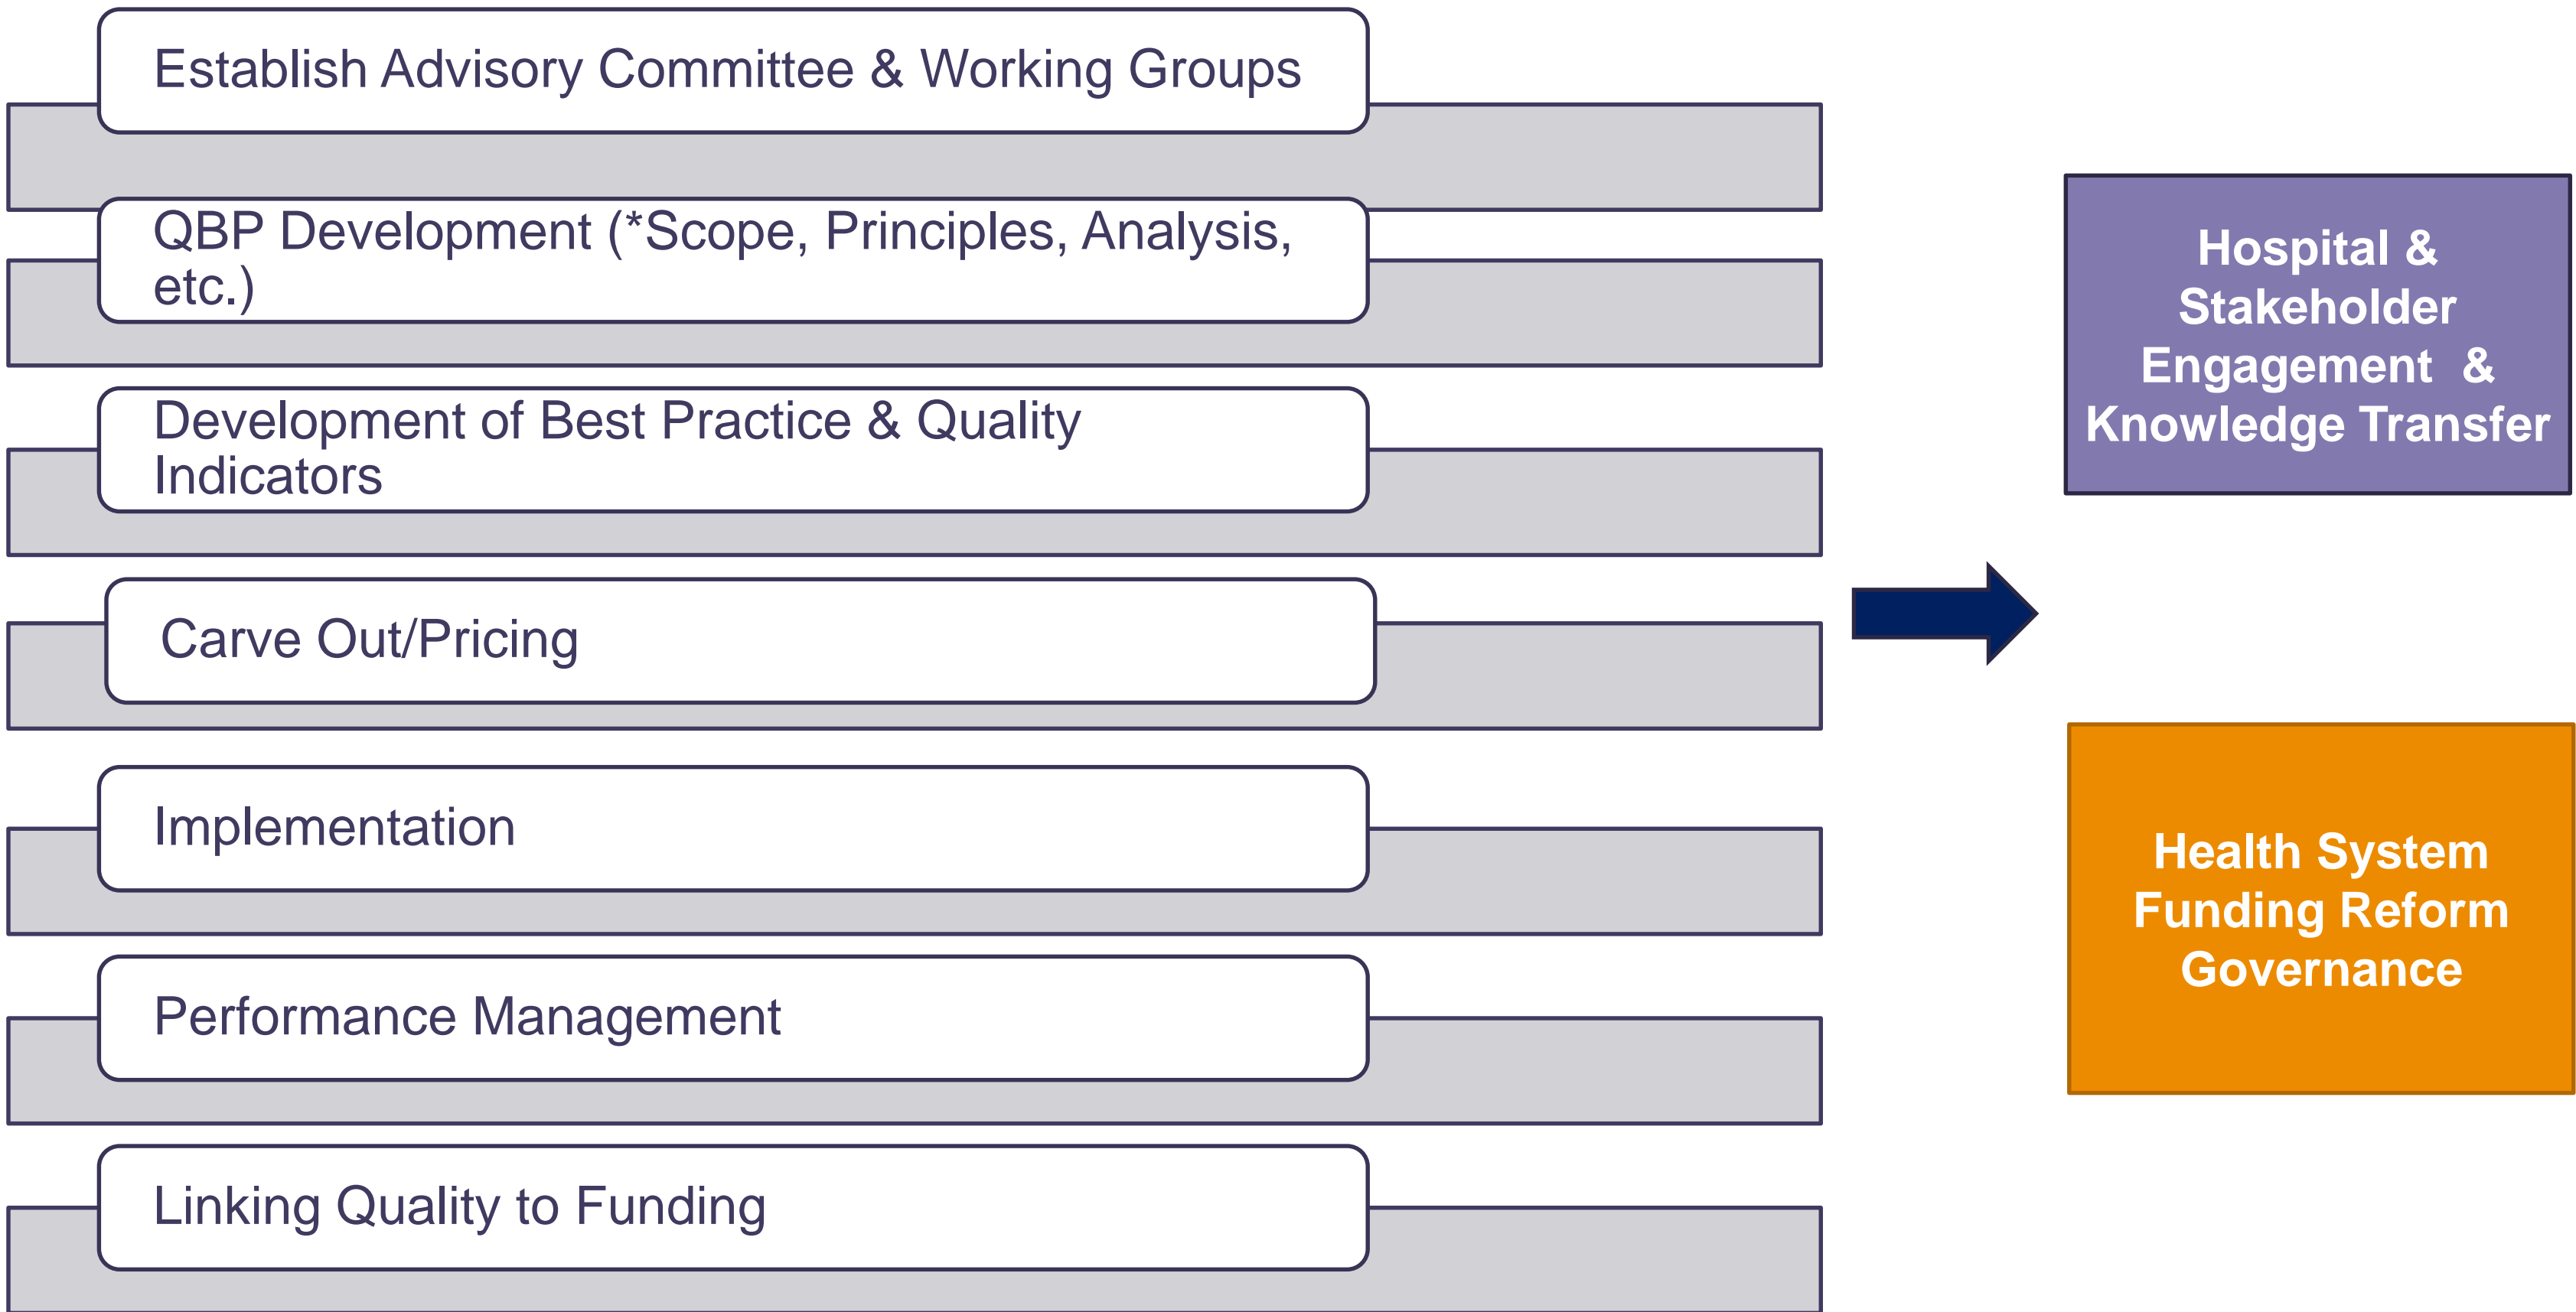 Establish Advisory Committee & Working Groups
QBP Development (*Scope, Principles, Analysis,
etc.)
Development of Best Practice & Quality
Indicators
Carve Out/Pricing
Implementation
Performance Management
Linking Quality to Funding
Hospital &
Stakeholder
Engagement &
Knowledge Transfer
Health System
Funding Reform
Governance